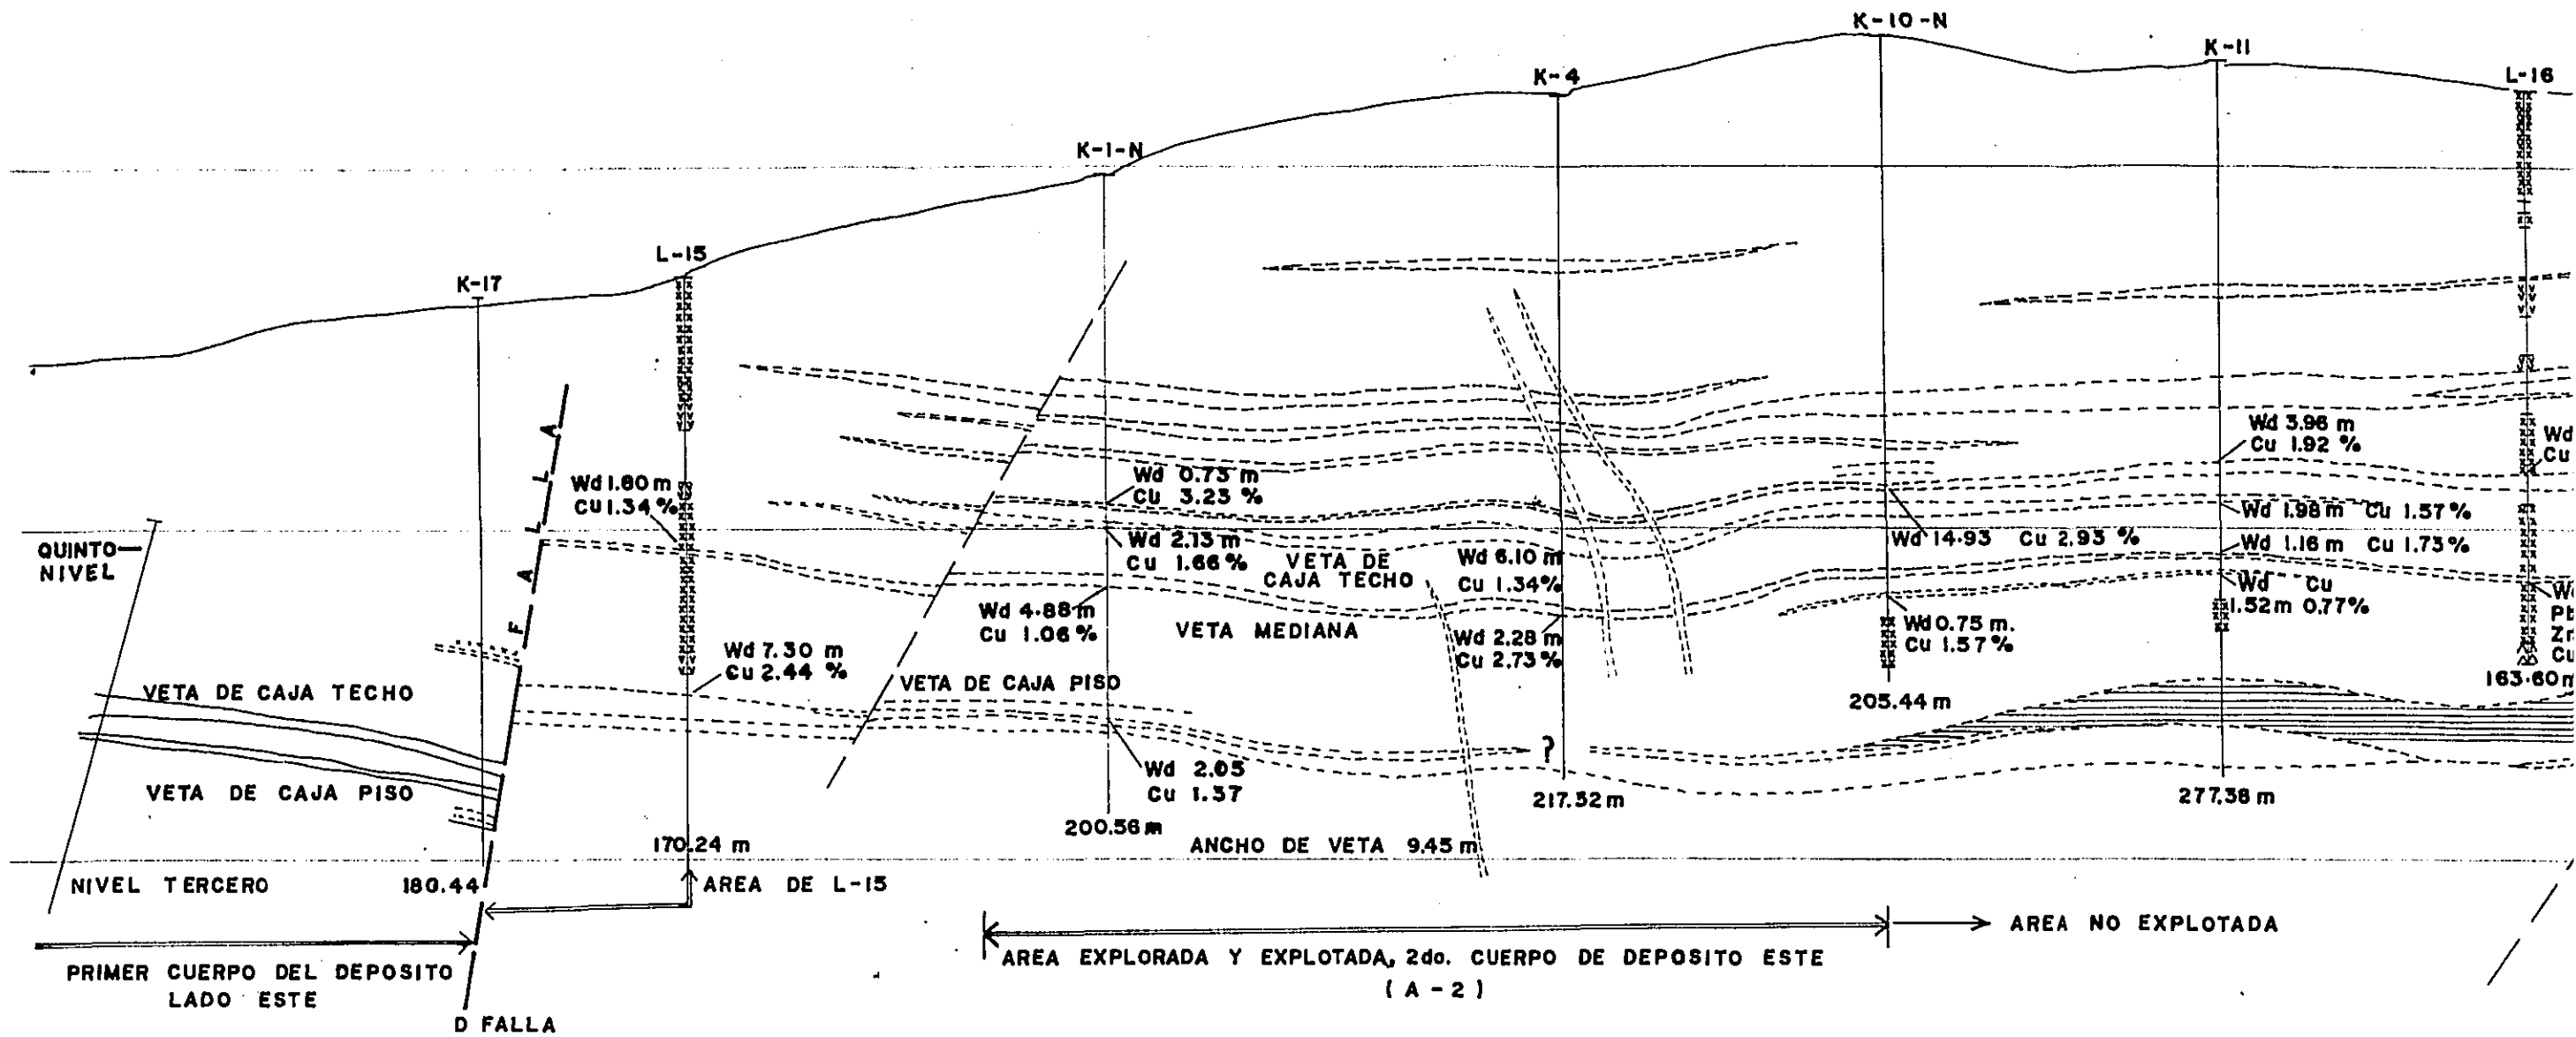 K-10-N
K-11
K-4
L-16
K-1-N
L-15
K-17
FALLA
Wd 1.80 m
Cu 1.34 %
Wd 0.73 m
Cu 3.23 %
Wd 3.96 m
Cu 1.92 %
Wd
Cu
QUINTO
NIVEL
Wd 2.13 m
Cu 1.66 %
VETA DE
CAJA TECHO
Wd 6.10 m
Cu 1.34%
Wd 14.93 Cu 2.93 %
Wd 1.98 m Cu 1.57 %
Wd 1.16 m Cu 1.73 %
Wd Cu
1.52m 0.77%
Wd 4.88 m
Cu 1.06 %
VETA MEDIANA
Wd 2.28 m
Cu 2.73 %
Wd 0.75 m.
Cu 1.57 %
Cu
163.60 m
Wd 7.30 m
Cu 2.44 %
VETA DE CAJA TECHO
VETA DE CAJA PISO
205.44 m
?
VETA DE CAJA PISO
Wd 2.05
Cu 1.37
217.32 m
277.38 m
200.56 m
170.24 m
ANCHO DE VETA 9.45 m
NIVEL TERCERO
180.44
AREA DE L-15
AREA NO EXPLOTADA
PRIMER CUERPO DEL DEPOSITO
LADO ESTE
AREA EXPLORADA Y EXPLOTADA, 2do. CUERPO DE DEPOSITO ESTE
( A - 2 )
D FALLA